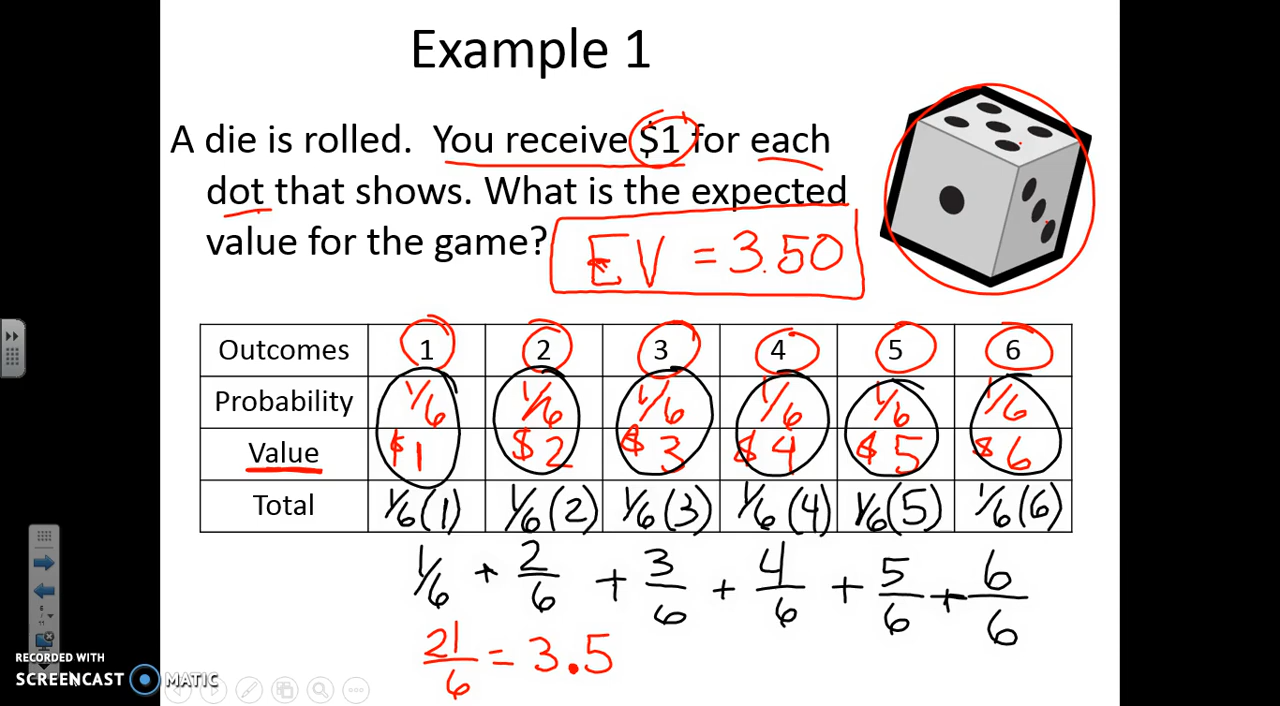 Example 1
A die is rolled. You receive $1 for each
dot that shows. What is the expected
value for the game?
EV = 3.50
Outcomes 1 2 3 4 5 6
Probability 1/6 1/6 1/6 1/6 1/6 1/6
Value $1 $2 $3 $4 $5 $6
Total 1/6(1) 1/6(2) 1/6(3) 1/6(4) 1/6(5) 1/6(6)
1/6 + 2/6 + 3/6 + 4/6 + 5/6 + 6/6
21/6 = 3.5
RECORDED WITH
SCREENCAST MATIC